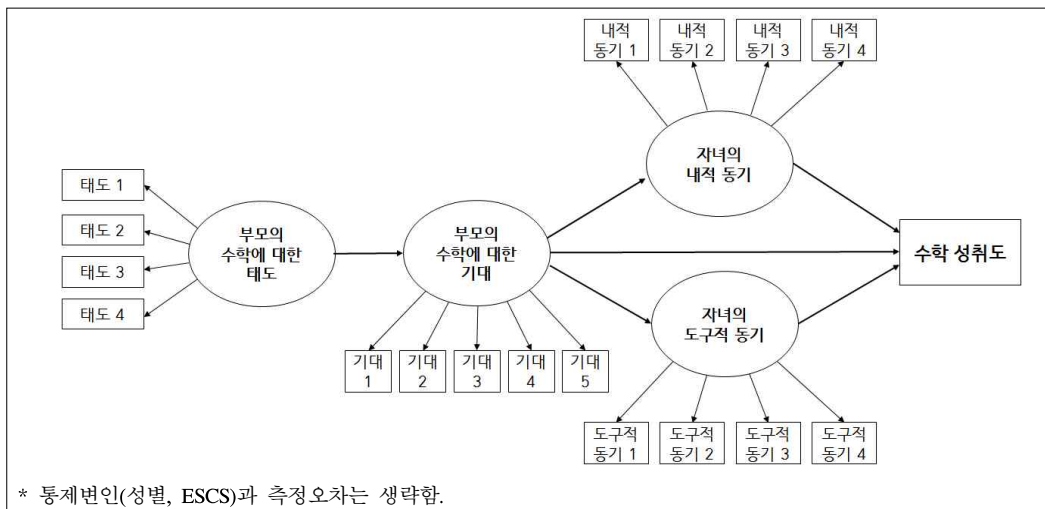 내적
동기 1
내적
동기 2
내적
동기 3
내적
동기 4
자녀의
내적 동기
태도 1
태도 2
태도 3
태도 4
부모의
수학에 대한
태도
부모의
수학에 대한
기대
수학 성취도
자녀의
도구적 동기
기대
1
기대
2
기대
3
기대
4
기대
5
도구적
동기 1
도구적
동기 2
도구적
동기 3
도구적
동기 4
* 통제변인(성별, ESCS)과 측정오차는 생략함.